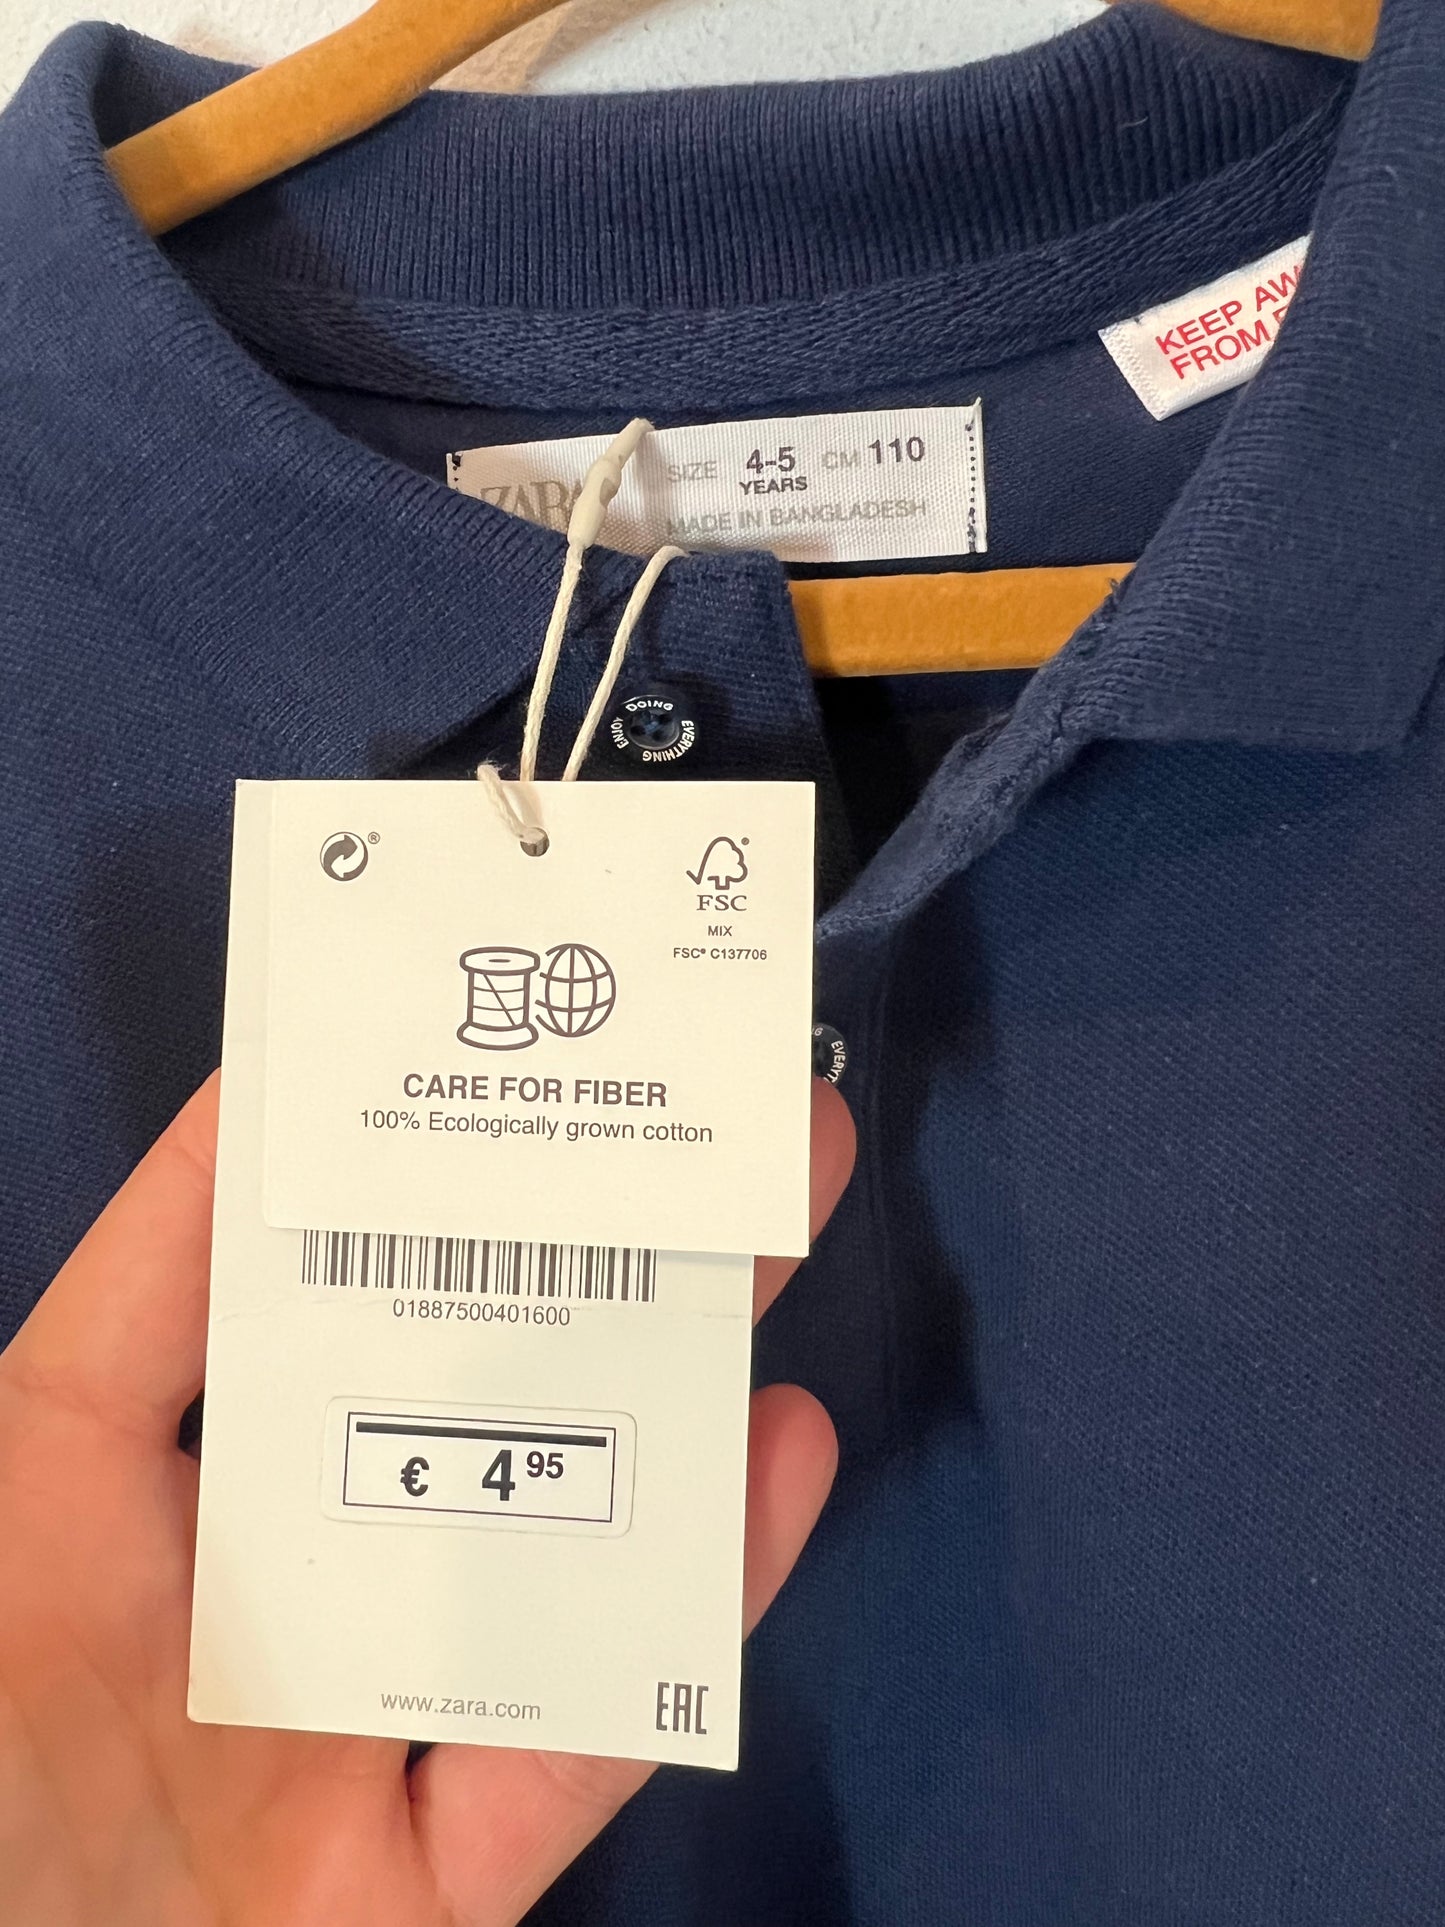 KEEP AW
FROM F
ZARA
SIZE 4-5 CM 110
YEARS
MADE IN BANGLADESH
ENJOY DOING EVERYTHING
®
FSC®
MIX
FSC® C137706
EVERYT
CARE FOR FIBER
100% Ecologically grown cotton
01887500401600
€ 4 95
www.zara.com
EAC